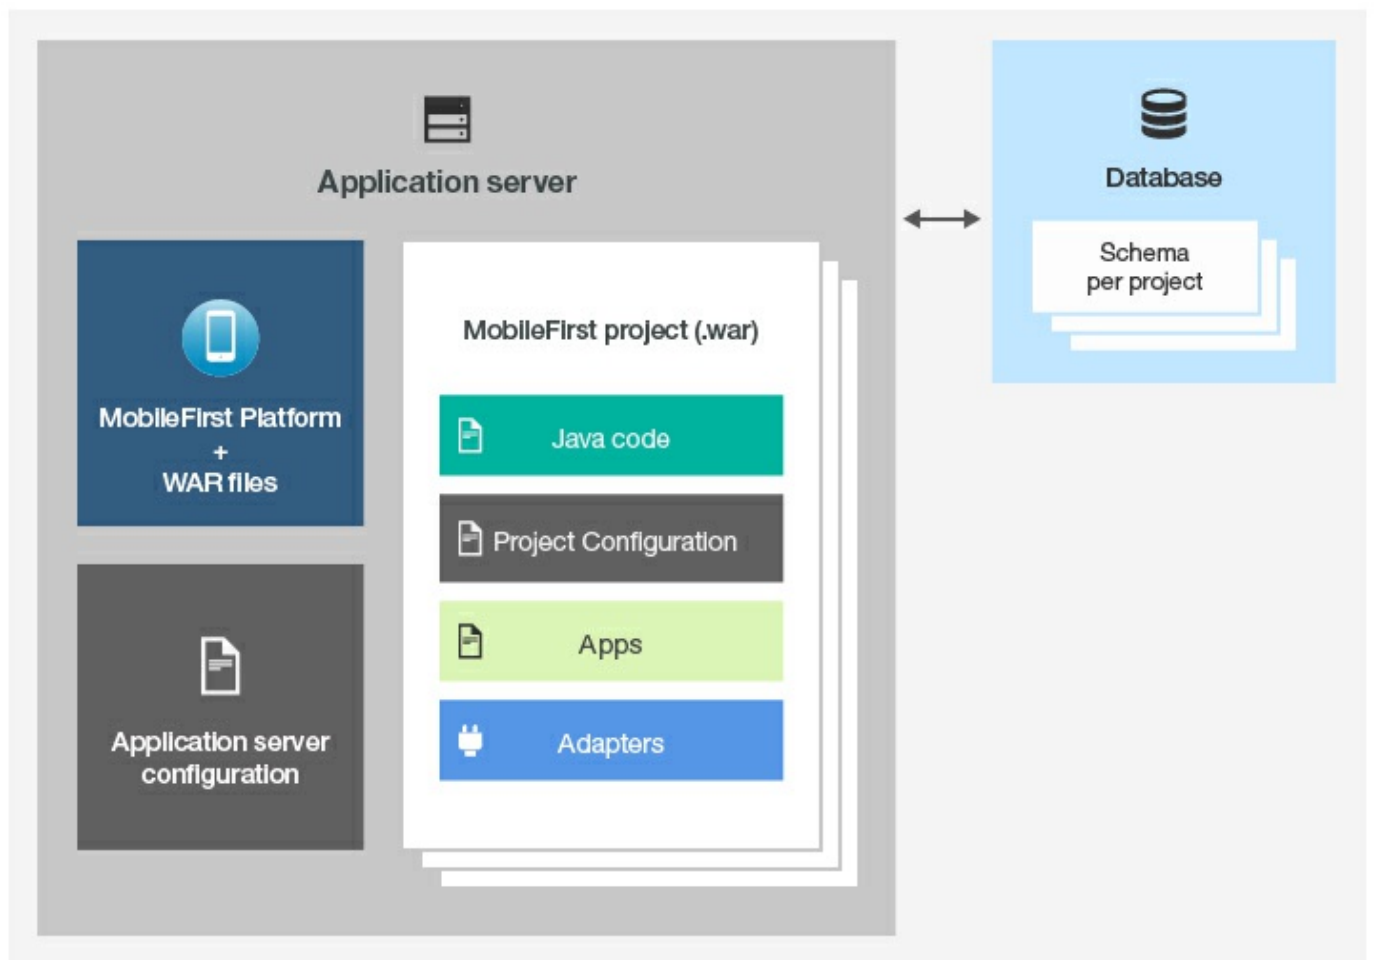 Application server
MobileFirst Platform
+
WAR files
Application server
configuration
MobileFirst project (.war)
Java code
Project Configuration
Apps
Adapters
Database
Schema
per project